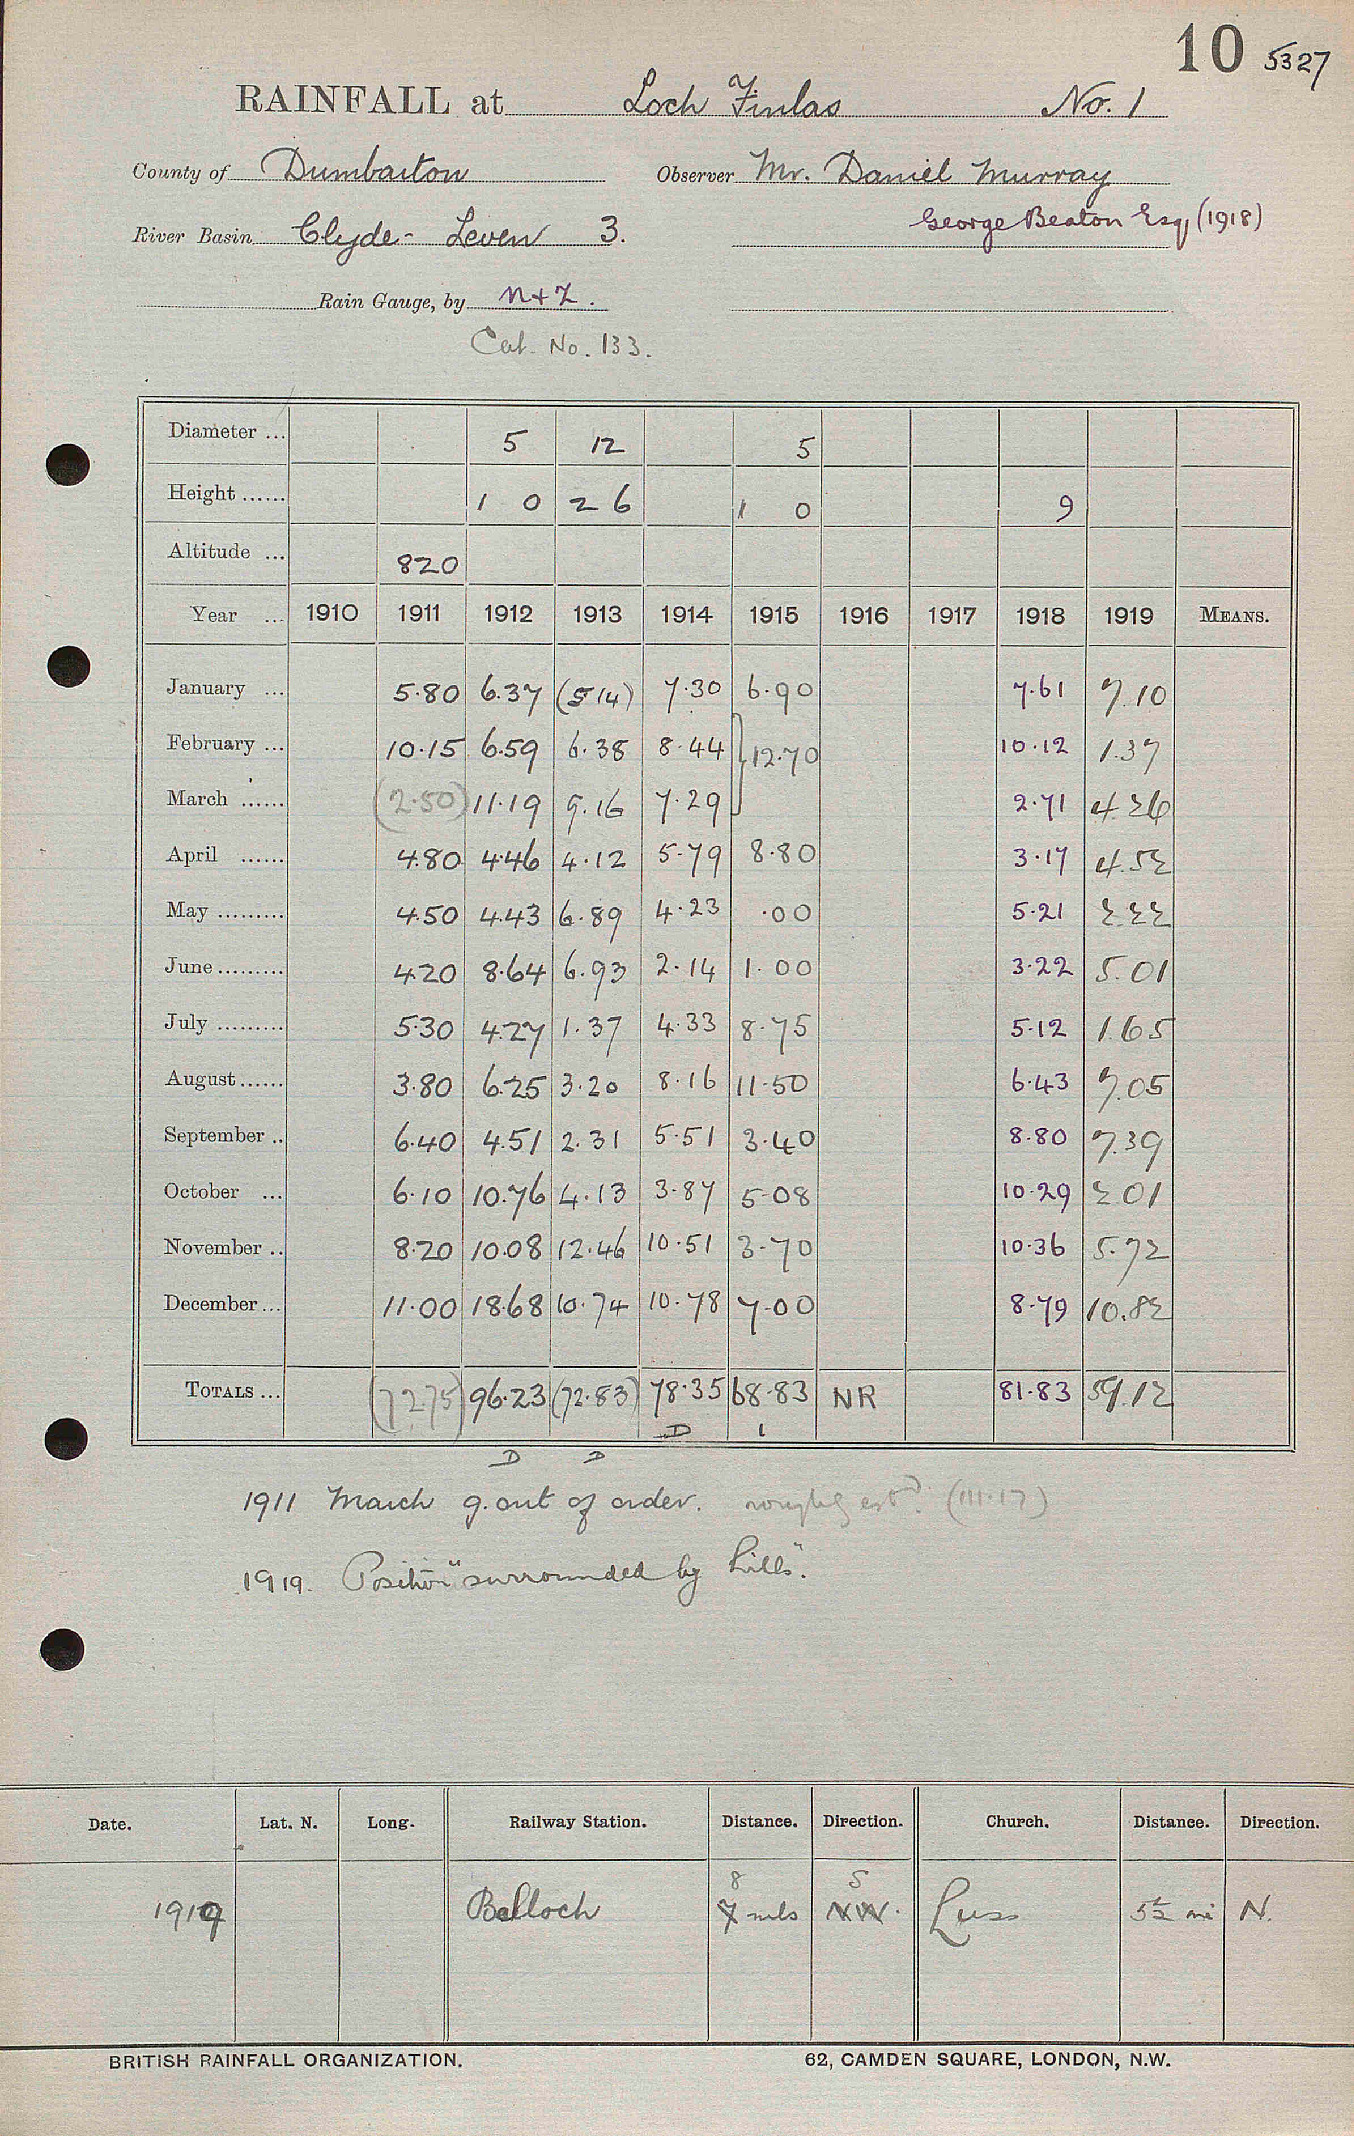 10 5327
RAINFALL at Loch Finlas No. 1
County of Dumbarton Observer Mr. Daniel Murray
River Basin Clyde - Leven 3. George Beaton Esq (1918)
Rain Gauge, by N+Z.
Cat. No. 133.
Diameter ... 5 12 5
Height ...... 1 0 2 6 1 0 9
Altitude ... 820
Year ... 1910 1911 1912 1913 1914 1915 1916 1917 1918 1919 MEANS.
January ... 5.80 6.37 (5 14) 7.30 6.90 7.61 7.10
February ... 10.15 6.59 6.38 8.44 12.70 10.12 1.37
March ...... (2.50) 11.19 9.16 7.29 2.71 4.26
April ...... 4.80 4.46 4.12 5.79 8.80 3.17 4.52
May ......... 4.50 4.43 6.89 4.23 .00 5.21 2.22
June ......... 4.20 8.64 6.93 2.14 1.00 3.22 5.01
July ......... 5.30 4.27 1.37 4.33 8.75 5.12 1.65
August ...... 3.80 6.25 3.20 8.16 11.50 6.43 7.05
September .. 6.40 4.51 2.31 5.51 3.40 8.80 7.39
October ... 6.10 10.76 4.13 3.87 5.08 10.29 2 01
November .. 8.20 10.08 12.46 10.51 3.70 10.36 5.72
December ... 11.00 18.68 10.74 10.78 7.00 8.79 10.82
TOTALS ... (72.75) 96.23 (72.83) 78.35 68.83 NR 81.83 59.12
D 1
D D
1911 March g. out of order. roughly estd. (111.17)
1919. Position "surrounded by hills".
Date. Lat. N. Long. Railway Station. Distance. Direction. Church. Distance. Direction.
8 S
1919 Balloch 7 mls NW. Luss 5½ mi N.
BRITISH RAINFALL ORGANIZATION. 62, CAMDEN SQUARE, LONDON, N.W.